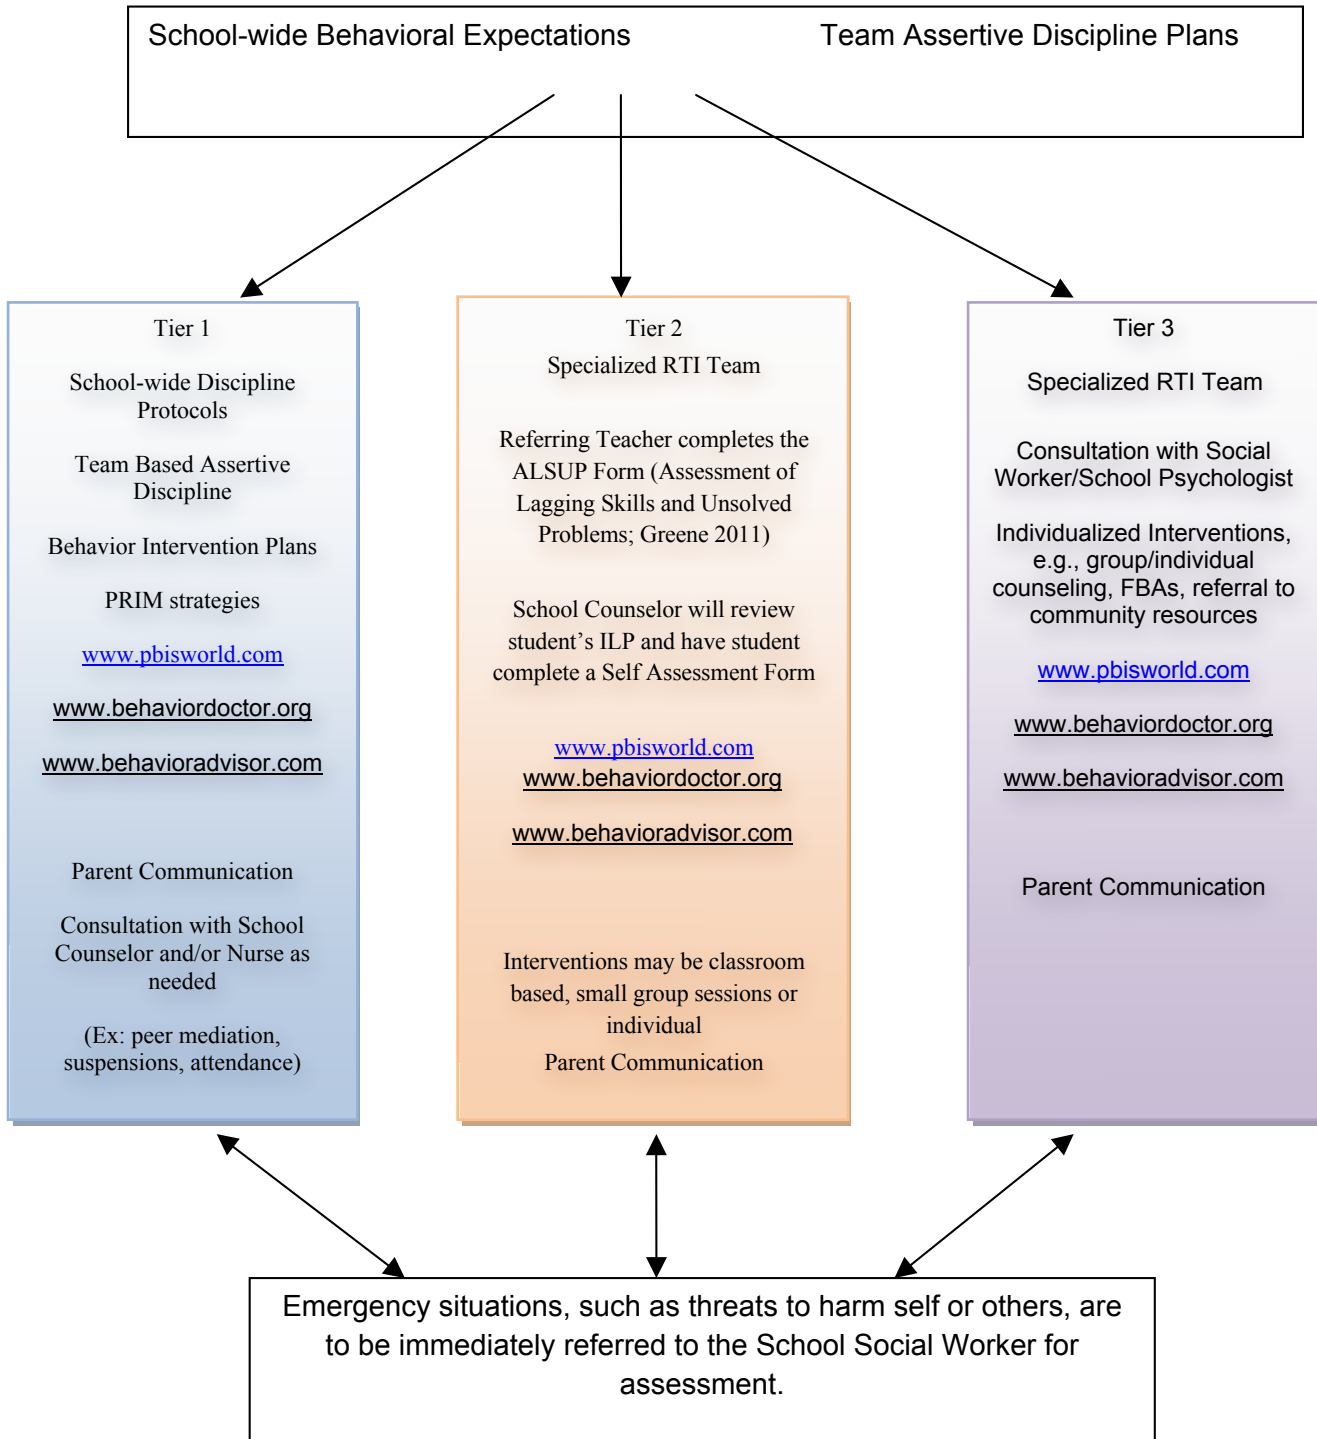 School-wide Behavioral Expectations Team Assertive Discipline Plans
Tier 1
School-wide Discipline
Protocols
Team Based Assertive
Discipline
Behavior Intervention Plans
PRIM strategies
www.pbisworld.com
www.behaviordoctor.org
www.behavioradvisor.com
Parent Communication
Consultation with School
Counselor and/or Nurse as
needed
(Ex: peer mediation,
suspensions, attendance)
Tier 2
Specialized RTI Team
Referring Teacher completes the
ALSUP Form (Assessment of
Lagging Skills and Unsolved
Problems; Greene 2011)
School Counselor will review
student’s ILP and have student
complete a Self Assessment Form
www.pbisworld.com
www.behaviordoctor.org
www.behavioradvisor.com
Interventions may be classroom
based, small group sessions or
individual
Parent Communication
Tier 3
Specialized RTI Team
Consultation with Social
Worker/School Psychologist
Individualized Interventions,
e.g., group/individual
counseling, FBAs, referral to
community resources
www.pbisworld.com
www.behaviordoctor.org
www.behavioradvisor.com
Parent Communication
Emergency situations, such as threats to harm self or others, are
to be immediately referred to the School Social Worker for
assessment.